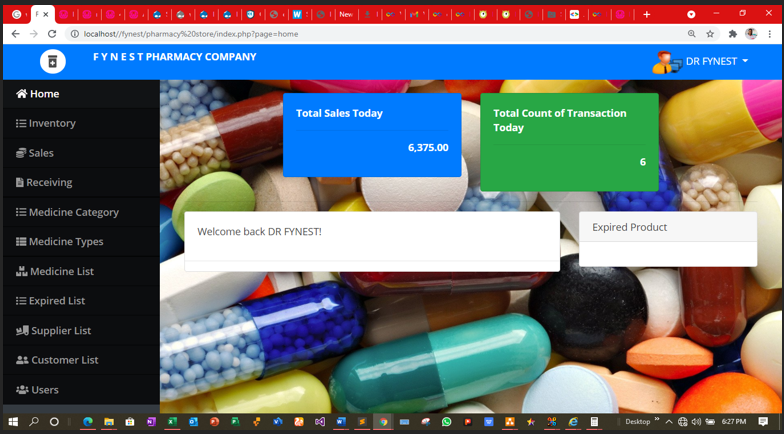 New
localhost//fynest/pharmacy%20store/index.php?page=home
F Y N E S T PHARMACY COMPANY
DR FYNEST
Home
Inventory
Sales
Receiving
Medicine Category
Medicine Types
Medicine List
Expired List
Supplier List
Customer List
Users
Total Sales Today
6,375.00
Total Count of Transaction
Today
6
Welcome back DR FYNEST!
Expired Product
Desktop
6:27 PM